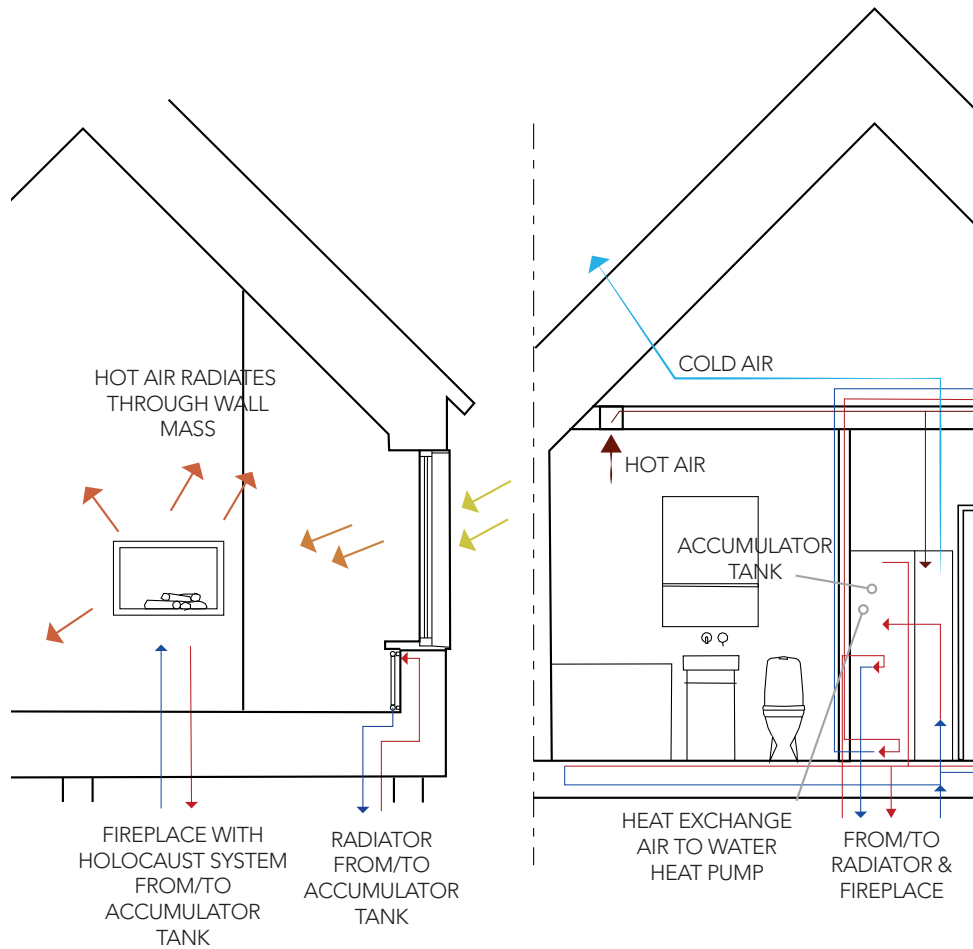 HOT AIR RADIATES
THROUGH WALL
MASS
COLD AIR
HOT AIR
ACCUMULATOR
TANK
FIREPLACE WITH
HOLOCAUST SYSTEM
FROM/TO
ACCUMULATOR
TANK
RADIATOR
FROM/TO
ACCUMULATOR
TANK
HEAT EXCHANGE
AIR TO WATER
HEAT PUMP
FROM/TO
RADIATOR &
FIREPLACE